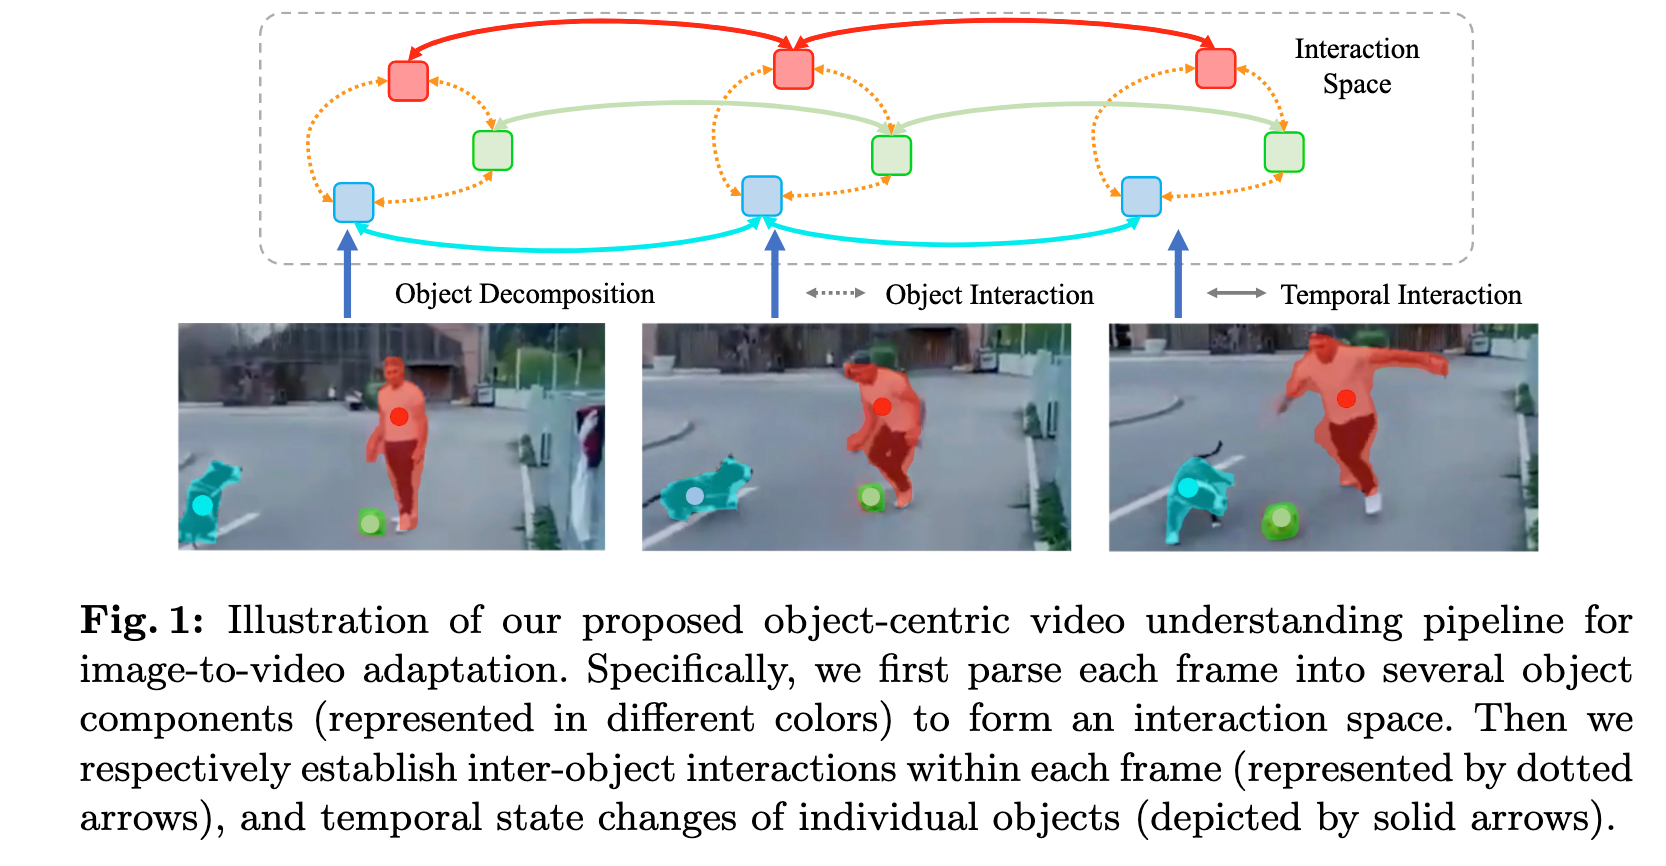 Interaction
Space
Object Decomposition
Object Interaction
Temporal Interaction
Fig. 1: Illustration of our proposed object-centric video understanding pipeline for
image-to-video adaptation. Specifically, we first parse each frame into several object
components (represented in different colors) to form an interaction space. Then we
respectively establish inter-object interactions within each frame (represented by dotted
arrows), and temporal state changes of individual objects (depicted by solid arrows).